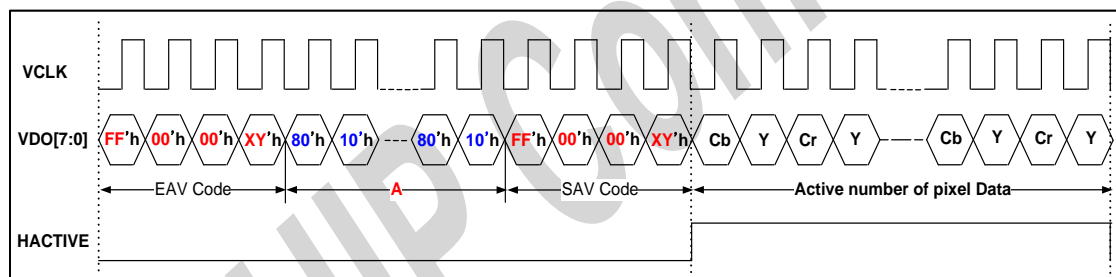 VCLK
VDO[7:0] FF'h 00'h 00'h XY'h 80'h 10'h 80'h 10'h FF'h 00'h 00'h XY'h Cb Y Cr Y Cb Y Cr Y
EAV Code A SAV Code Active number of pixel Data
HACTIVE